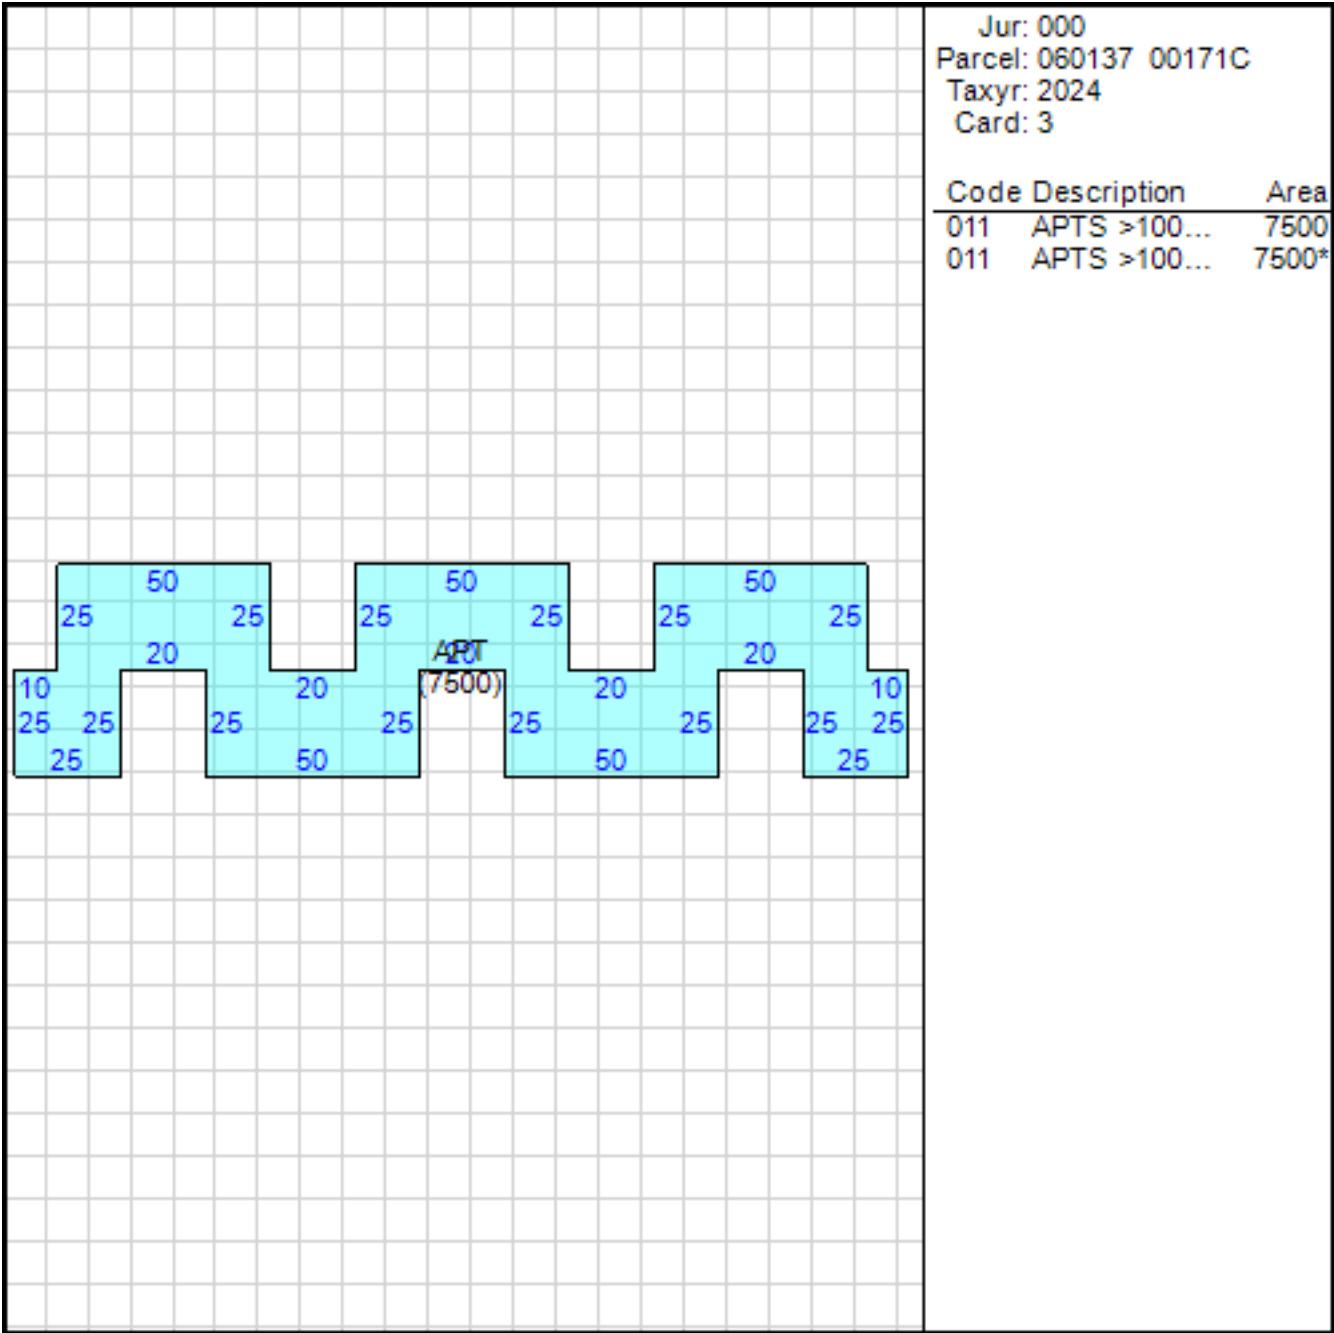 Jur: 000
Parcel: 060137 00171C
Taxyr: 2024
Card: 3
Code Description Area
011 APTS >100... 7500
011 APTS >100... 7500*
50 50 50
25 25 25 25 25 25
20 20 20
APT
(7500)
10 20 20 10
25 25 25 25 25 25 25 25
25 50 50 25